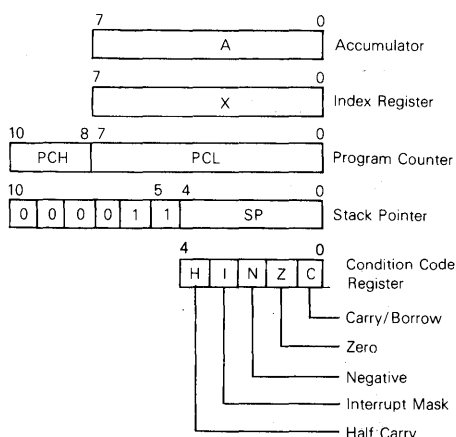 7 0
A Accumulator
7 0
X Index Register
10 8 7 0
PCH PCL Program Counter
10 5 4 0
0 0 0 0 1 1 SP Stack Pointer
4 0
H I N Z C Condition Code
Register
Carry/Borrow
Zero
Negative
Interrupt Mask
Half Carry